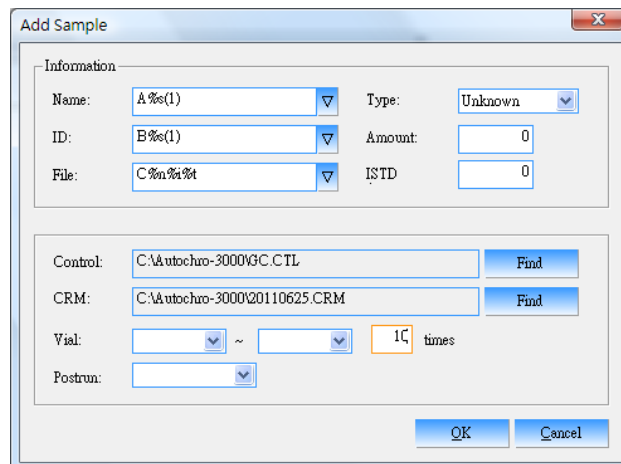 Add Sample
Information
Name: A%s(1) Type: Unknown
ID: B%s(1) Amount: 0
File: C%n%i%t ISTD 0
Control: C:\Autochro-3000\GC.CTL Find
CRM: C:\Autochro-3000\20110625.CRM Find
Vial: ~ times
Postrun:
OK Cancel